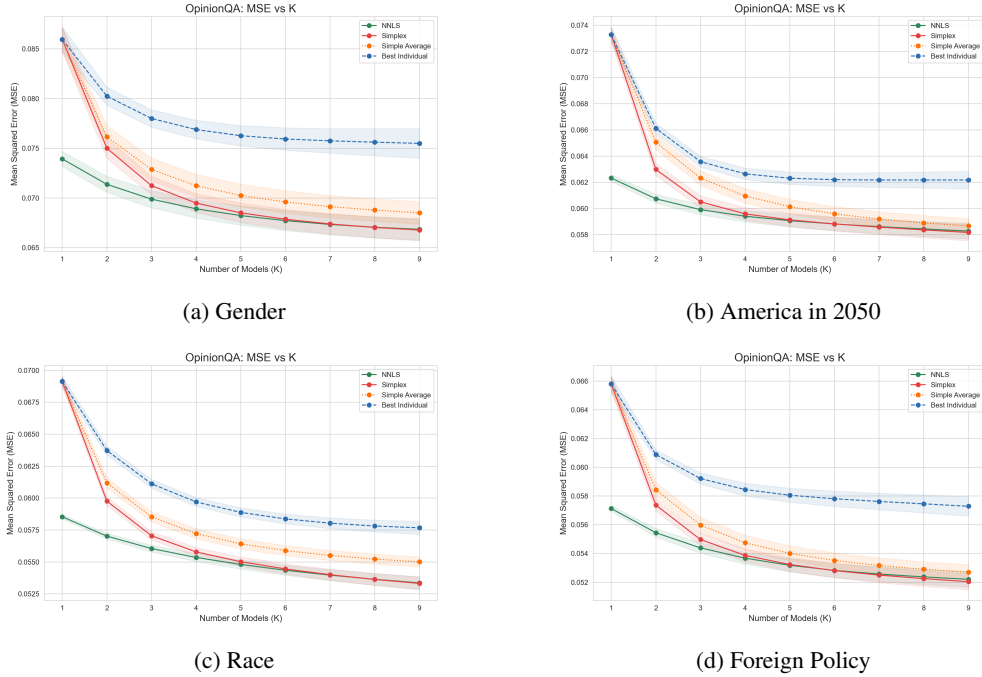 OpinionQA: MSE vs K
NNLS
Simplex
Simple Average
Best Individual
Mean Squared Error (MSE)
0.085
0.080
0.075
0.070
0.065
1 2 3 4 5 6 7 8 9
Number of Models (K)
(a) Gender
OpinionQA: MSE vs K
NNLS
Simplex
Simple Average
Best Individual
Mean Squared Error (MSE)
0.074
0.072
0.070
0.068
0.066
0.064
0.062
0.060
0.058
1 2 3 4 5 6 7 8 9
Number of Models (K)
(b) America in 2050
OpinionQA: MSE vs K
NNLS
Simplex
Simple Average
Best Individual
Mean Squared Error (MSE)
0.0700
0.0675
0.0650
0.0625
0.0600
0.0575
0.0550
0.0525
1 2 3 4 5 6 7 8 9
Number of Models (K)
(c) Race
OpinionQA: MSE vs K
NNLS
Simplex
Simple Average
Best Individual
Mean Squared Error (MSE)
0.066
0.064
0.062
0.060
0.058
0.056
0.054
0.052
1 2 3 4 5 6 7 8 9
Number of Models (K)
(d) Foreign Policy